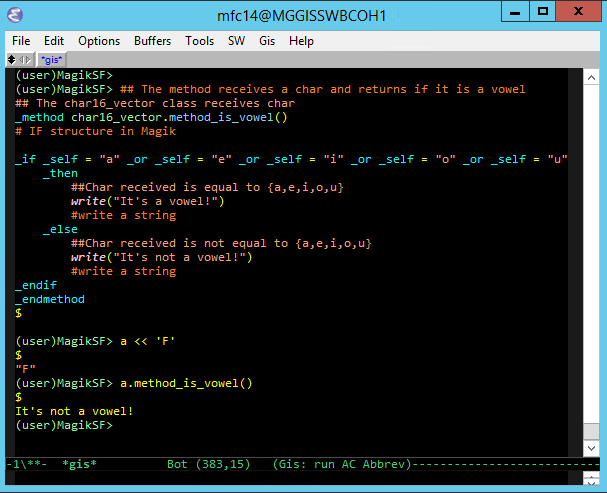 mfc14@MGGISSWBCOH1
File Edit Options Buffers Tools SW Gis Help
*gis*
(user)MagikSF>
(user)MagikSF> ## The method receives a char and returns if it is a vowel
## The char16_vector class receives char
_method char16_vector.method_is_vowel()
# IF structure in Magik

_if _self = "a" _or _self = "e" _or _self = "i" _or _self = "o" _or _self = "u"
    _then
        ##Char received is equal to {a,e,i,o,u}
        write("It's a vowel!")
        #write a string
    _else
        ##Char received is not equal to {a,e,i,o,u}
        write("It's not a vowel!")
        #write a string
_endif
_endmethod
$

(user)MagikSF> a << 'F'
$
"F"
(user)MagikSF> a.method_is_vowel()
$
It's not a vowel!
(user)MagikSF>
-1\**-  *gis*          Bot (383,15)   (Gis: run AC Abbrev)---------------------------